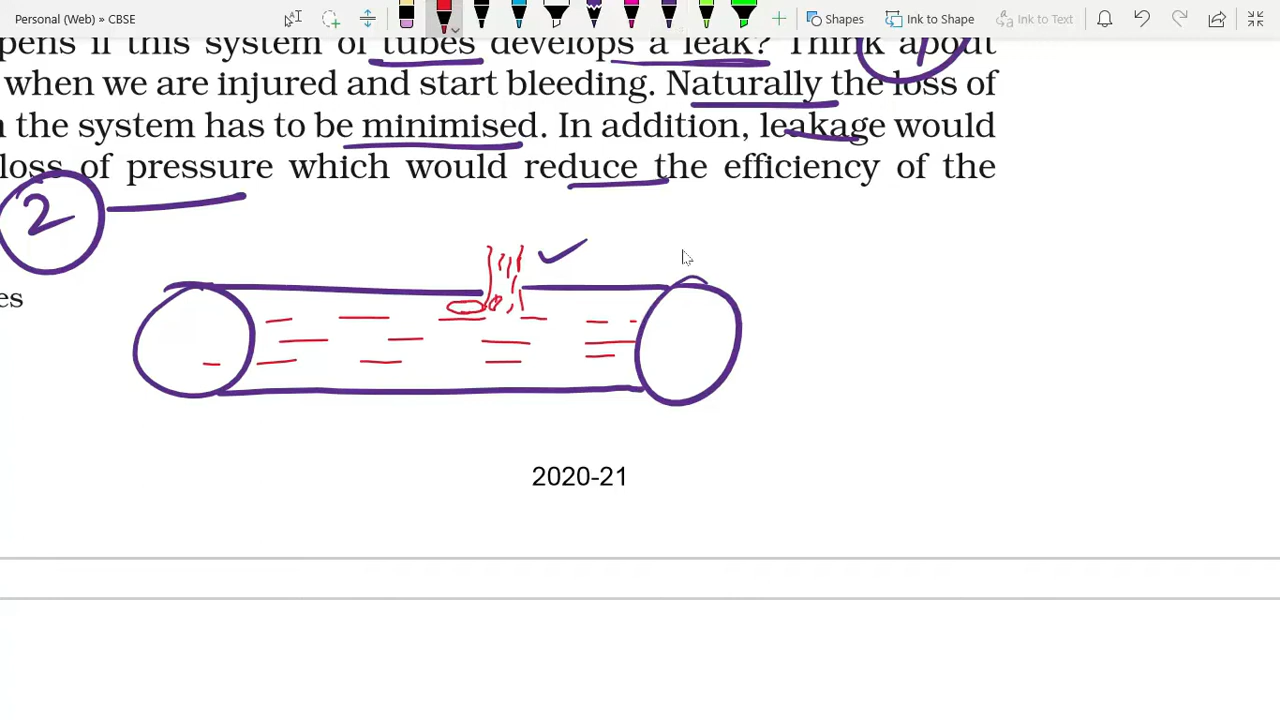 Personal (Web) » CBSE
Shapes
Ink to Shape
Ink to Text
if this system of tubes develops a leak? Think about
when we are injured and start bleeding. Naturally the loss of
the system has to be minimised. In addition, leakage would
loss of pressure which would reduce the efficiency of the
2
2020-21